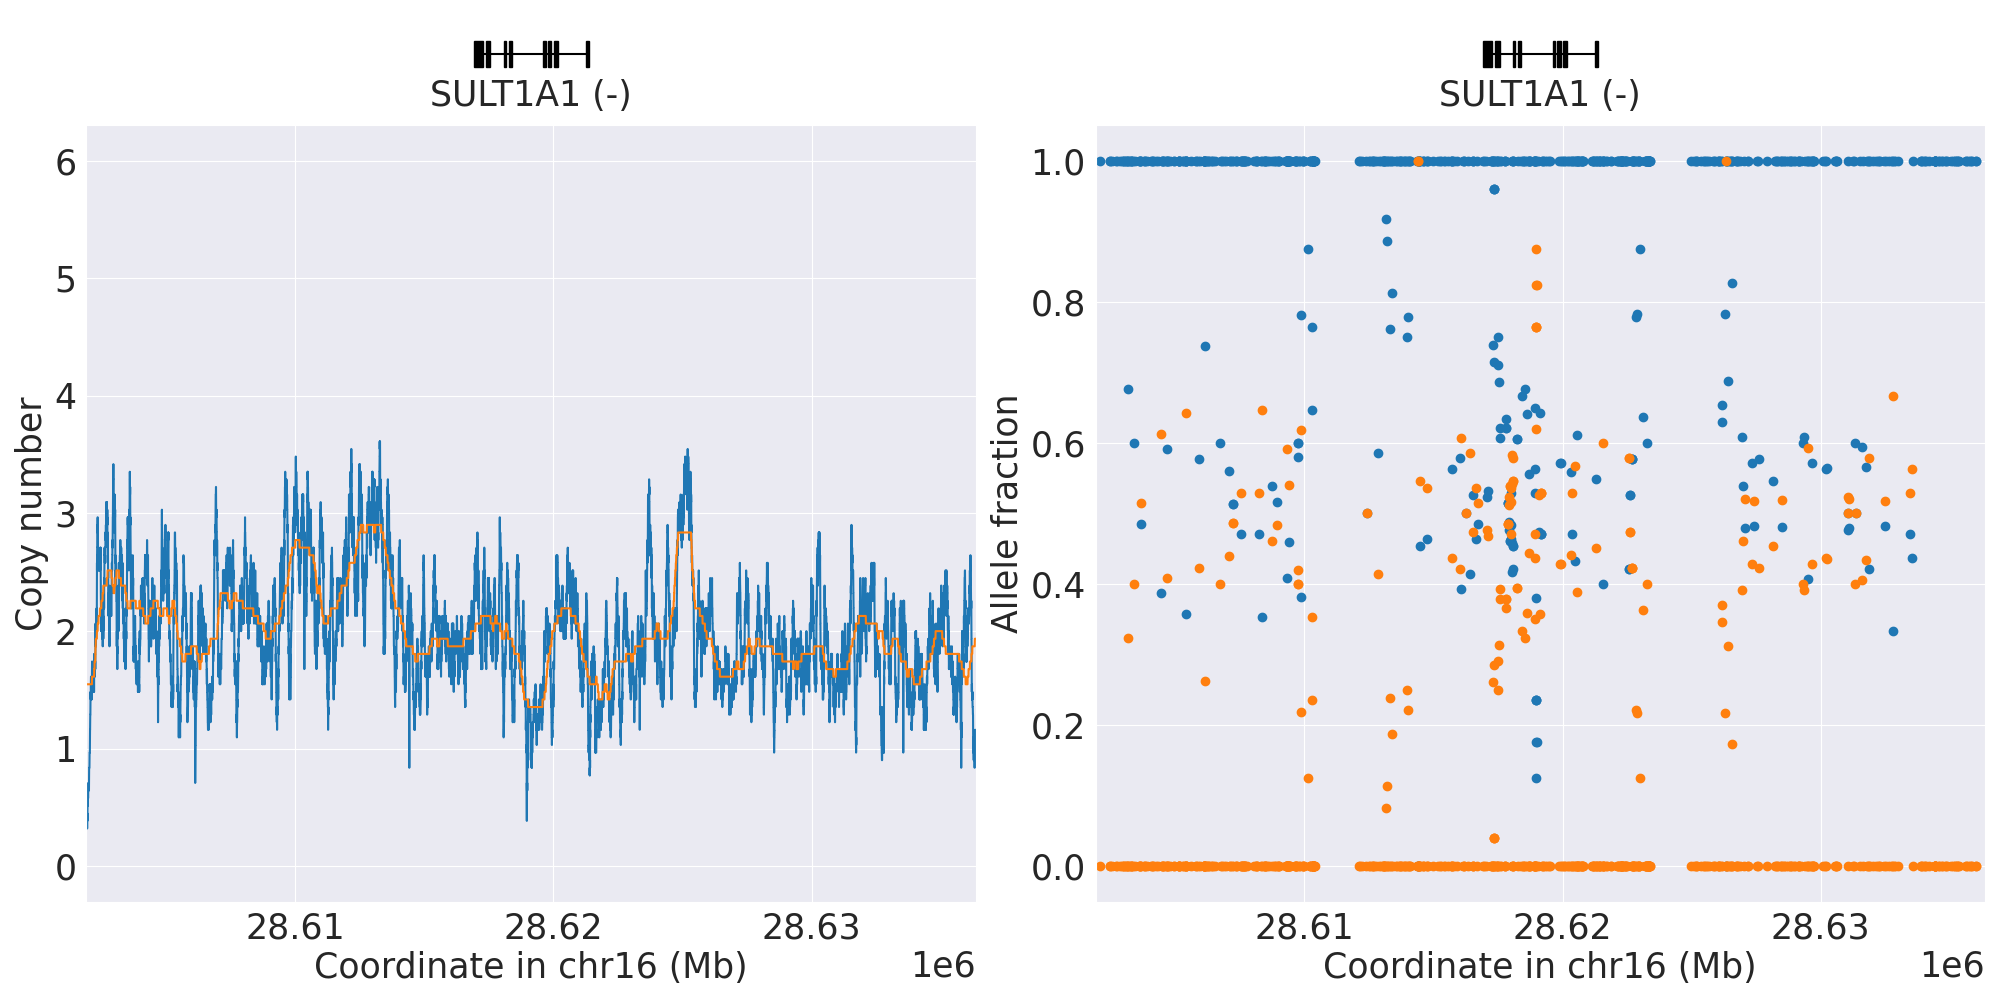 SULT1A1 (-)
SULT1A1 (-)
Copy number
6
5
4
3
2
1
0
28.61 28.62 28.63
Coordinate in chr16 (Mb)
1e6
Allele fraction
1.0
0.8
0.6
0.4
0.2
0.0
28.61 28.62 28.63
Coordinate in chr16 (Mb)
1e6